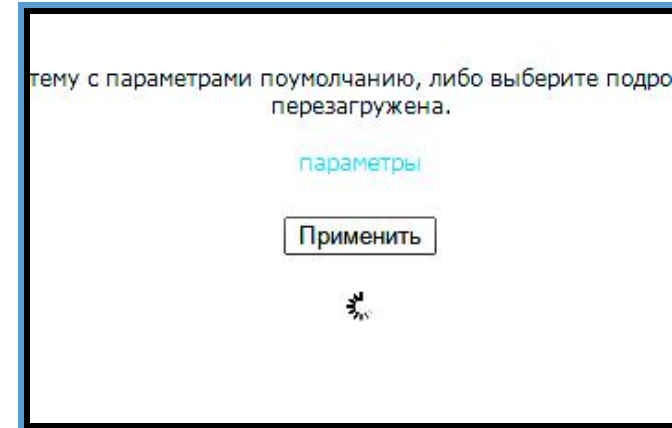 тему с параметрами поумолчанию, либо выберите подро
перезагружена.
параметры
Применить